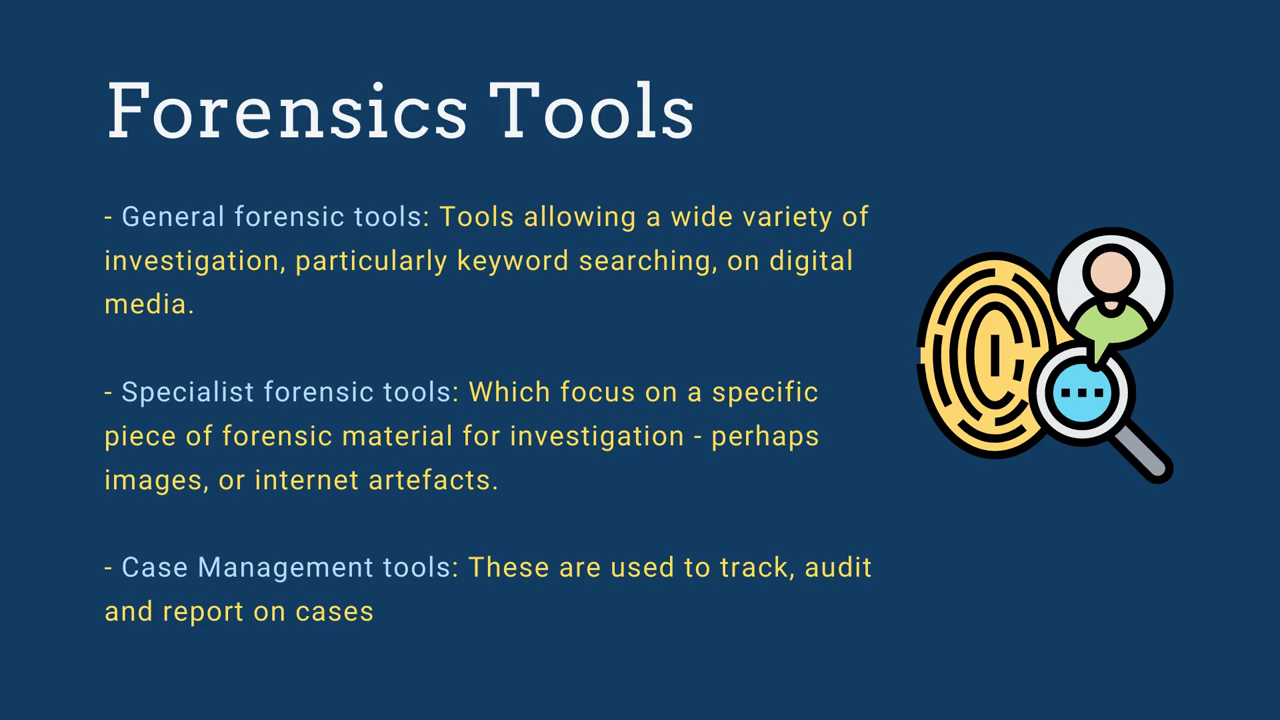 Forensics Tools
- General forensic tools: Tools allowing a wide variety of
investigation, particularly keyword searching, on digital
media.
- Specialist forensic tools: Which focus on a specific
piece of forensic material for investigation - perhaps
images, or internet artefacts.
- Case Management tools: These are used to track, audit
and report on cases